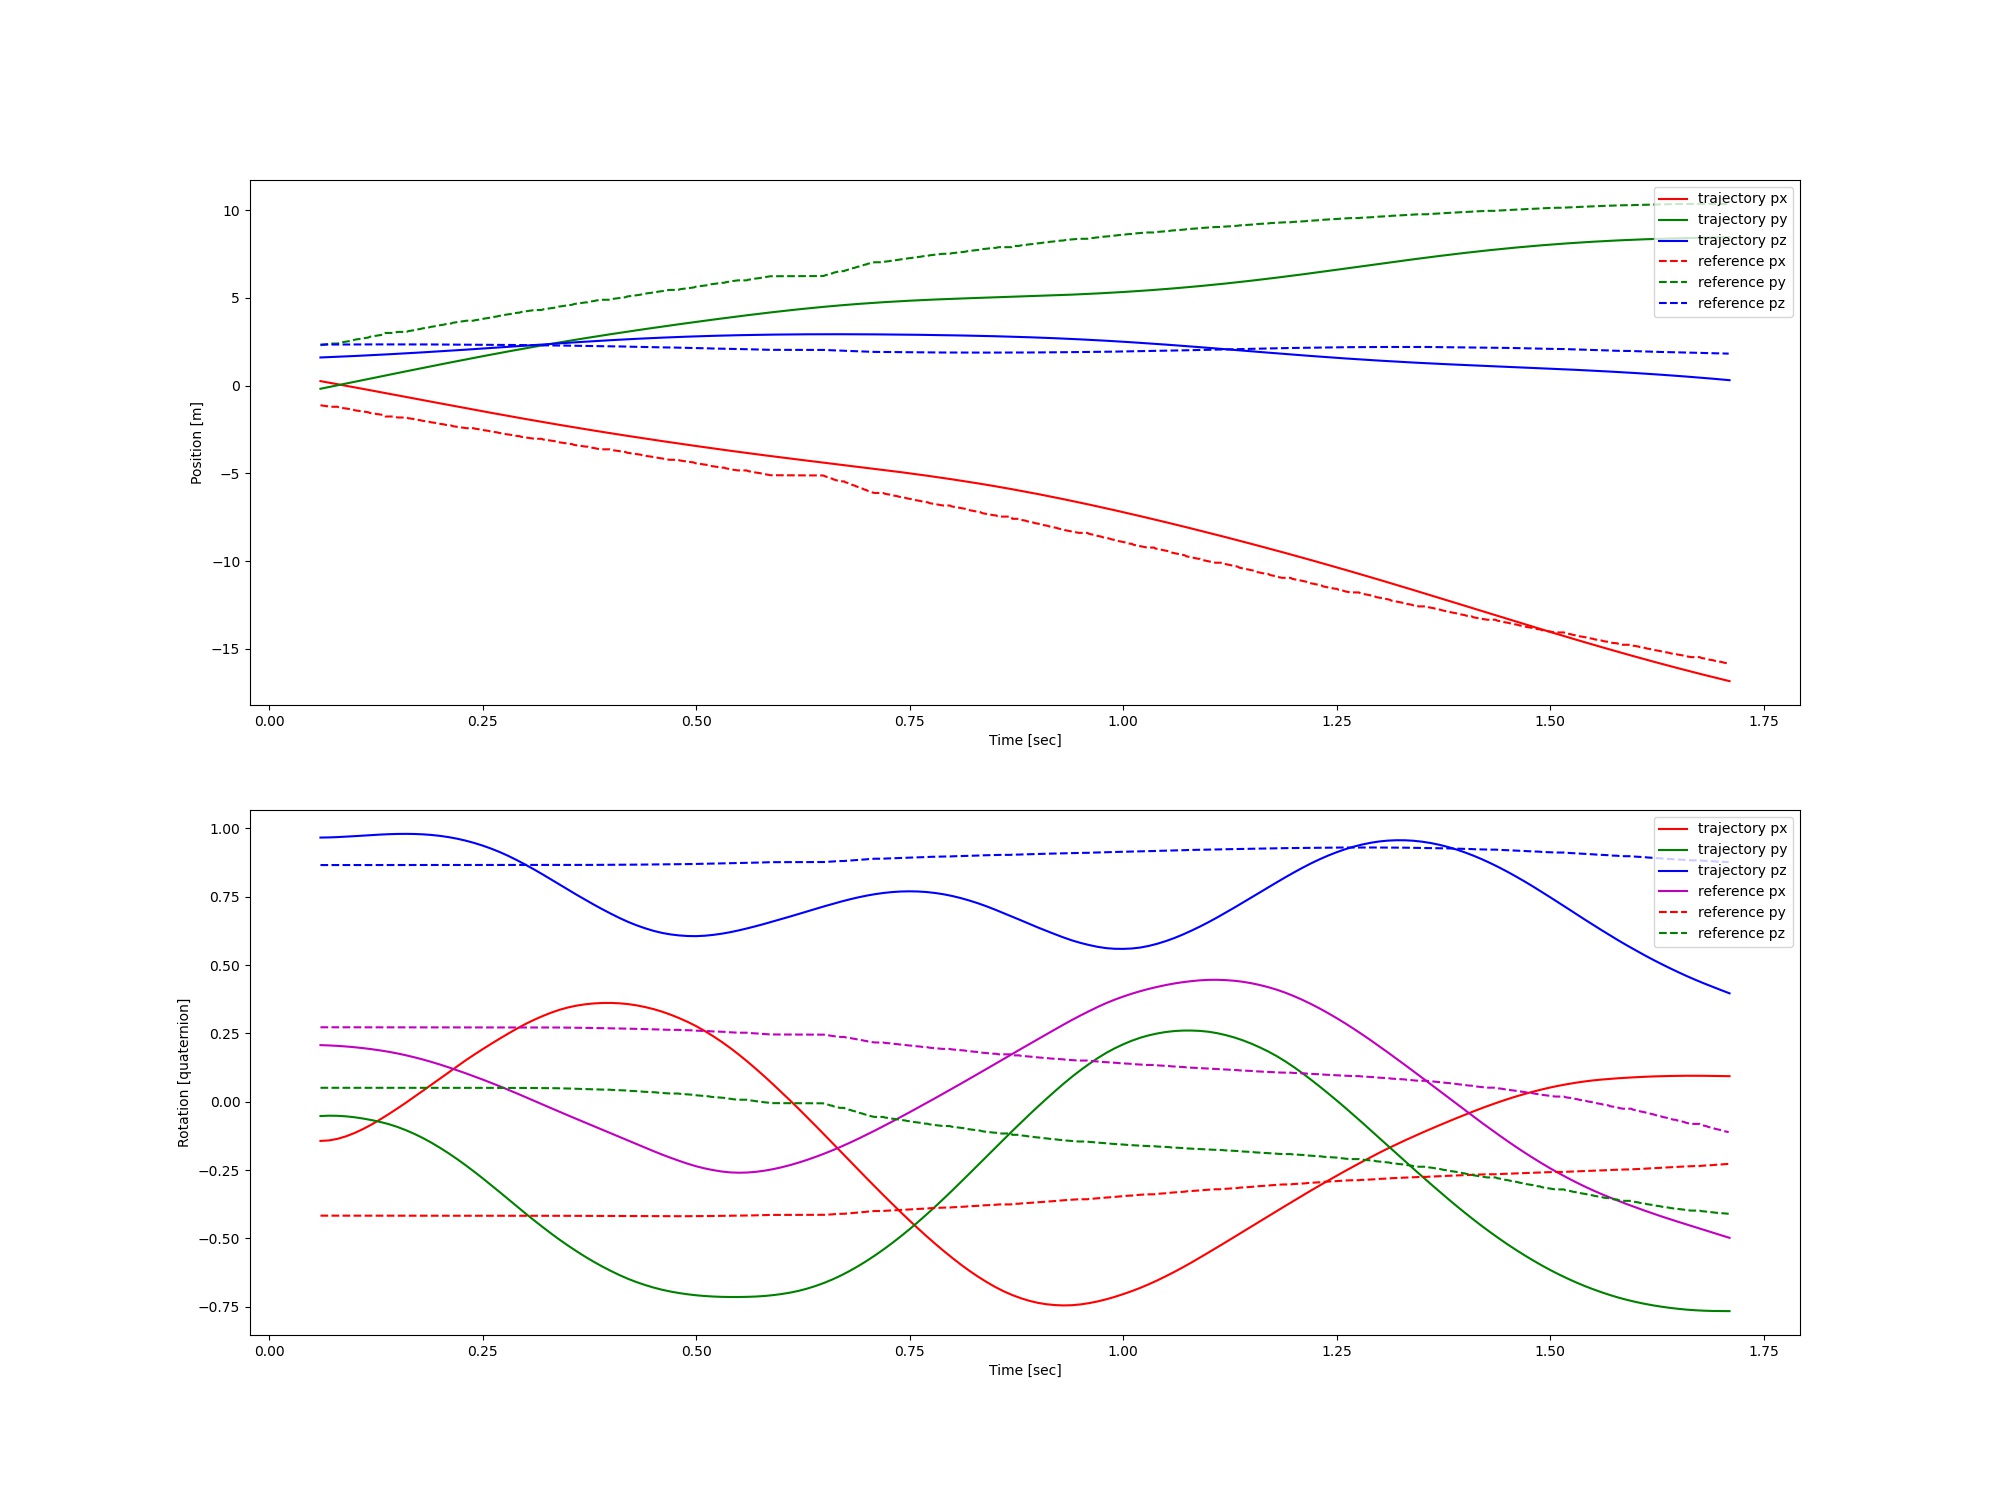 10
5
0
−5
−10
−15
Position [m]
trajectory px
trajectory py
trajectory pz
reference px
reference py
reference pz
0.00 0.25 0.50 0.75 1.00 1.25 1.50 1.75
Time [sec]
1.00
0.75
0.50
0.25
0.00
−0.25
−0.50
−0.75
Rotation [quaternion]
trajectory px
trajectory py
trajectory pz
reference px
reference py
reference pz
0.00 0.25 0.50 0.75 1.00 1.25 1.50 1.75
Time [sec]